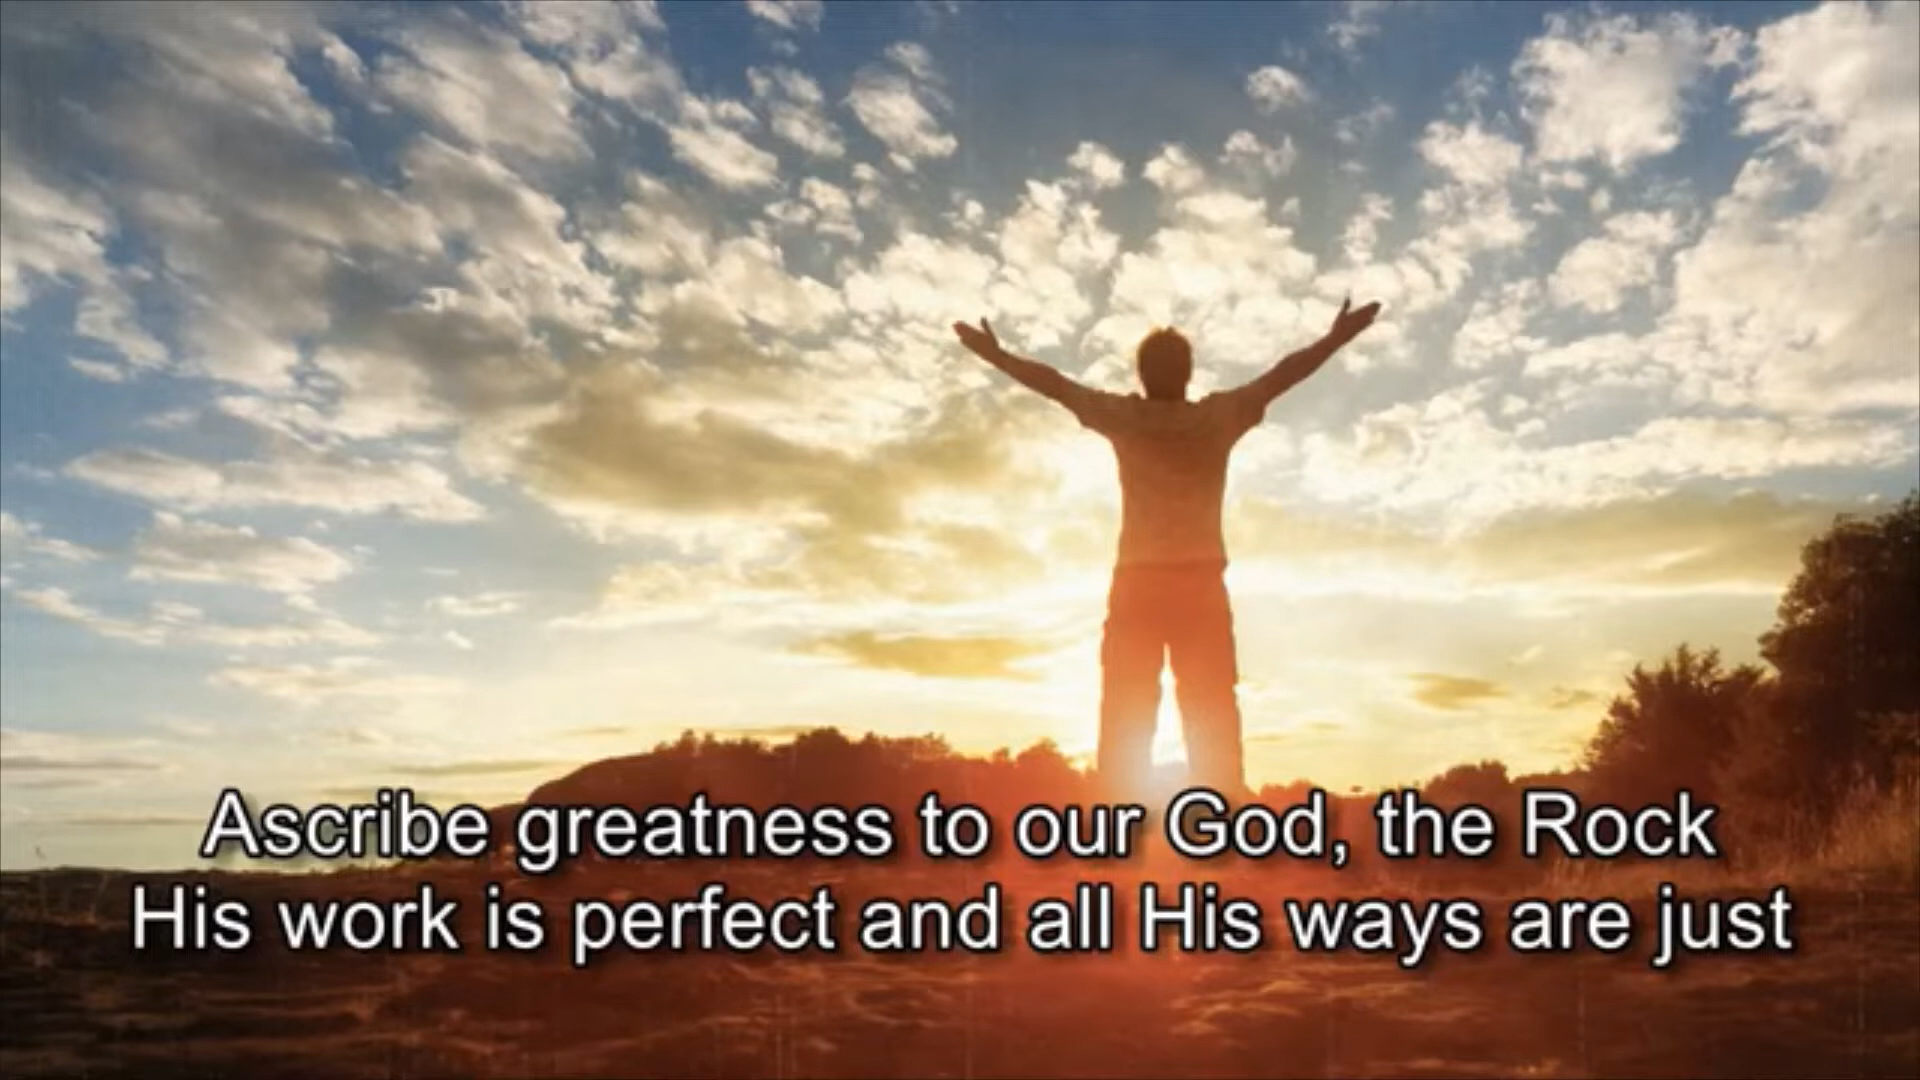 Ascribe greatness to our God, the Rock
His work is perfect and all His ways are just